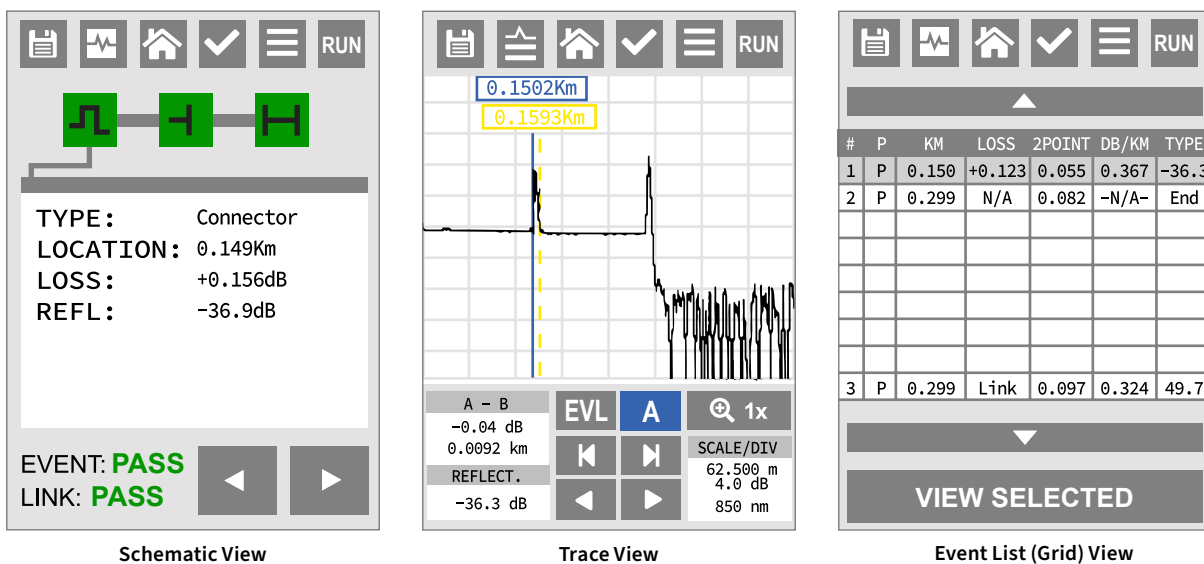 RUN
TYPE: Connector
LOCATION: 0.149Km
LOSS: +0.156dB
REFL: -36.9dB
EVENT: PASS
LINK: PASS
Schematic View
RUN
0.1502Km
0.1593Km
A - B
-0.04 dB
0.0092 km
REFLECT.
-36.3 dB
EVL A 1x
SCALE/DIV
62.500 m
4.0 dB
850 nm
Trace View
RUN
# P KM LOSS 2POINT DB/KM TYPE
1 P 0.150 +0.123 0.055 0.367 -36.3
2 P 0.299 N/A 0.082 -N/A- End
3 P 0.299 Link 0.097 0.324 49.7
VIEW SELECTED
Event List (Grid) View